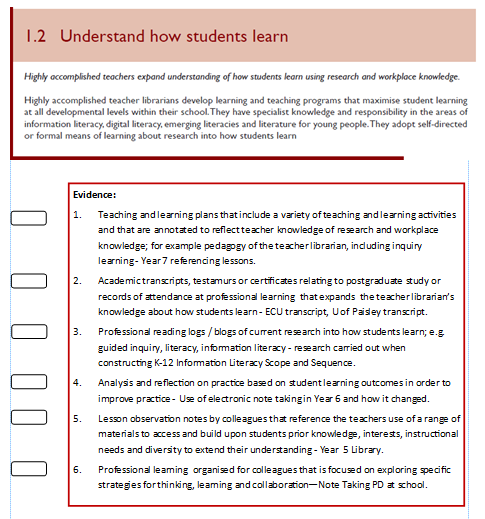 1.2 Understand how students learn
Highly accomplished teachers expand understanding of how students learn using research and workplace knowledge.
Highly accomplished teacher librarians develop learning and teaching programs that maximise student learning
at all developmental levels within their school.They have specialist knowledge and responsibility in the areas of
information literacy, digital literacy, emerging literacies and literature for young people.They adopt self-directed
or formal means of learning about research into how students learn
Evidence:
1. Teaching and learning plans that include a variety of teaching and learning activities
and that are annotated to reflect teacher knowledge of research and workplace
knowledge; for example pedagogy of the teacher librarian, including inquiry
learning- Year 7 referencing lessons.
2. Academic transcripts, testamurs or certificates relating to postgraduate study or
records of attendance at professional learning that expands the teacher librarian's
knowledge about how students learn - ECU transcript, U of Paisley transcript.
3. Professional reading logs / blogs of current research into how students learn; e.g.
guided inquiry, literacy, information literacy - research carried out when
constructing K-12 Information Literacy Scope and Sequence.
4. Analysis and reflection on practice based on student learning outcomes in order to
improve practice - Use of electronic note taking in Year 6 and how it changed.
5. Lesson observation notes by colleagues that reference the teachers use of a range of
materials to access and build upon students prior knowledge, interests, instructional
needs and diversity to extend their understanding - Year 5 Library.
6. Professional learning organised for colleagues that is focused on exploring specific
strategies for thinking, learning and collaboration—Note Taking PD at school.